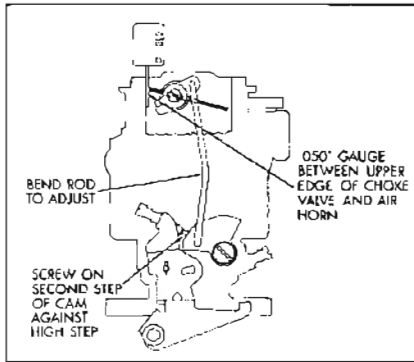 .050" GAUGE
BETWEEN UPPER
EDGE OF CHOKE
VALVE AND AIR
HORN
BEND ROD
TO ADJUST
SCREW ON
SECOND STEP
OF CAM
AGAINST
HIGH STEP